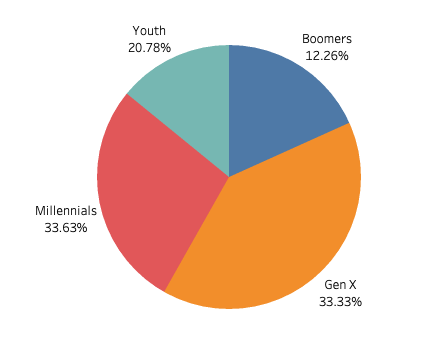 Youth
20.78%
Boomers
12.26%
Millennials
33.63%
Gen X
33.33%